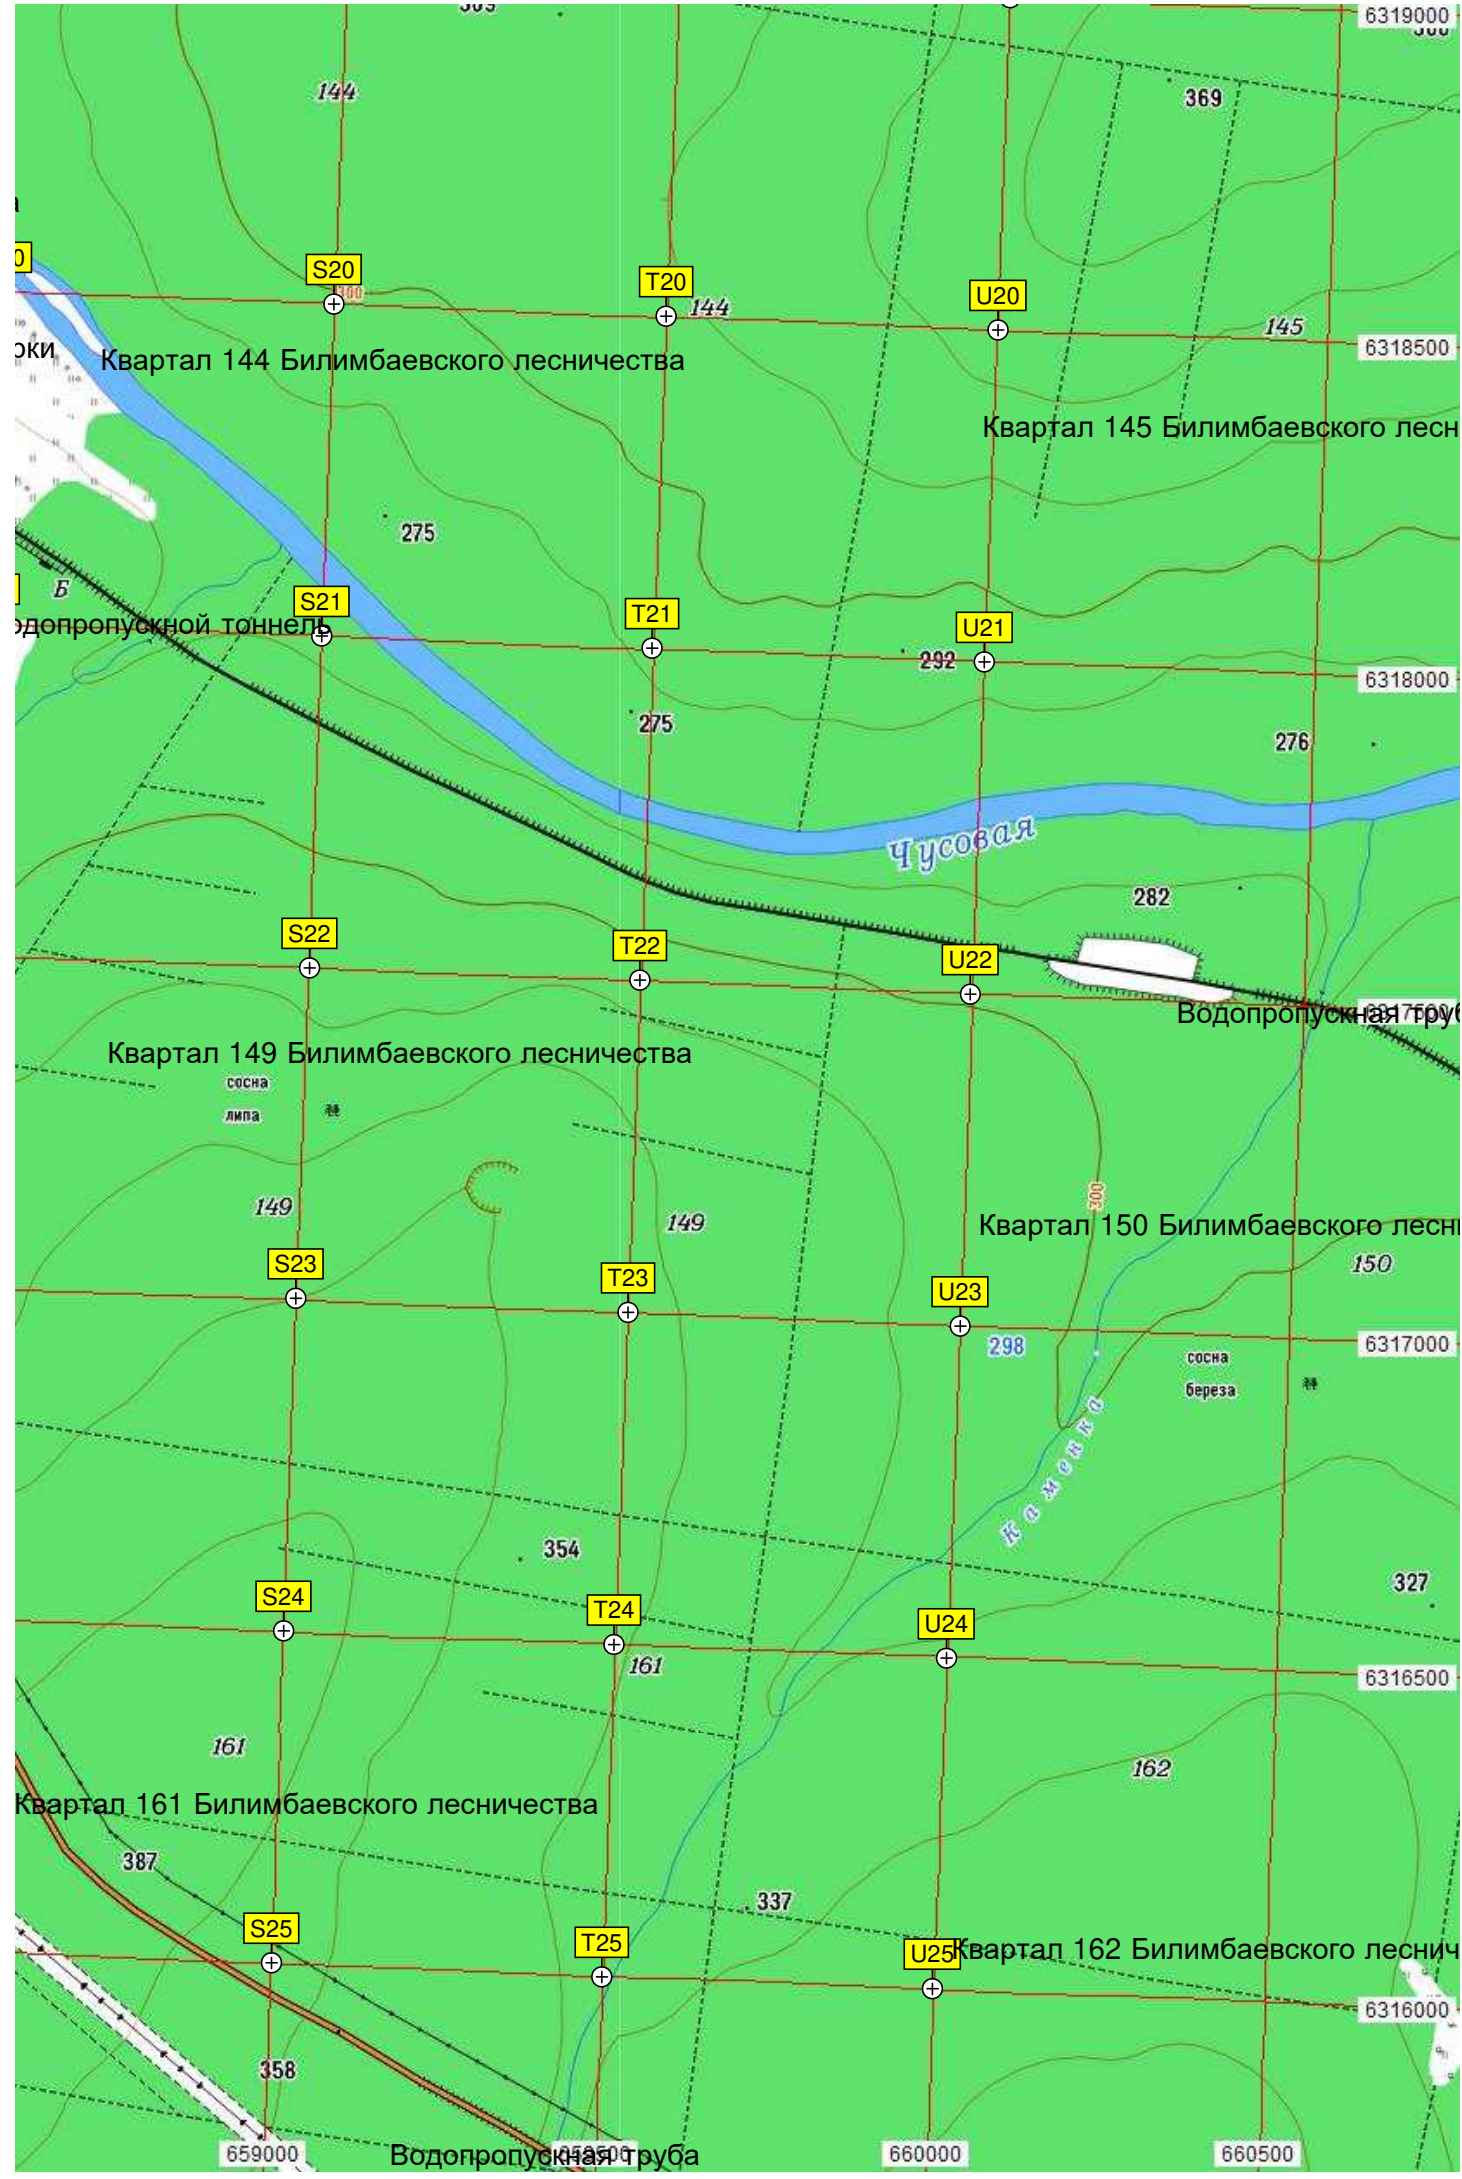 6319000
144
369
S20
T20
U20
300
144
145
6318500
Квартал 144 Билимбаевского лесничества
Квартал 145 Билимбаевского лесн
275
Б
S21
T21
U21
292
6318000
275
276
Чусовая
282
S22
T22
U22
Водопропускная
Квартал 149 Билимбаевского лесничества
сосна
липа
149
149
300
Квартал 150 Билимбаевского
150
S23
T23
U23
298
6317000
сосна
береза
Каменка
354
327
S24
T24
U24
161
6316500
161
162
Квартал 161 Билимбаевского лесничества
387
337
S25
T25
U25
Квартал 162 Билимбаевского леснич
6316000
358
659000
Водопропускная труба
660000
660500